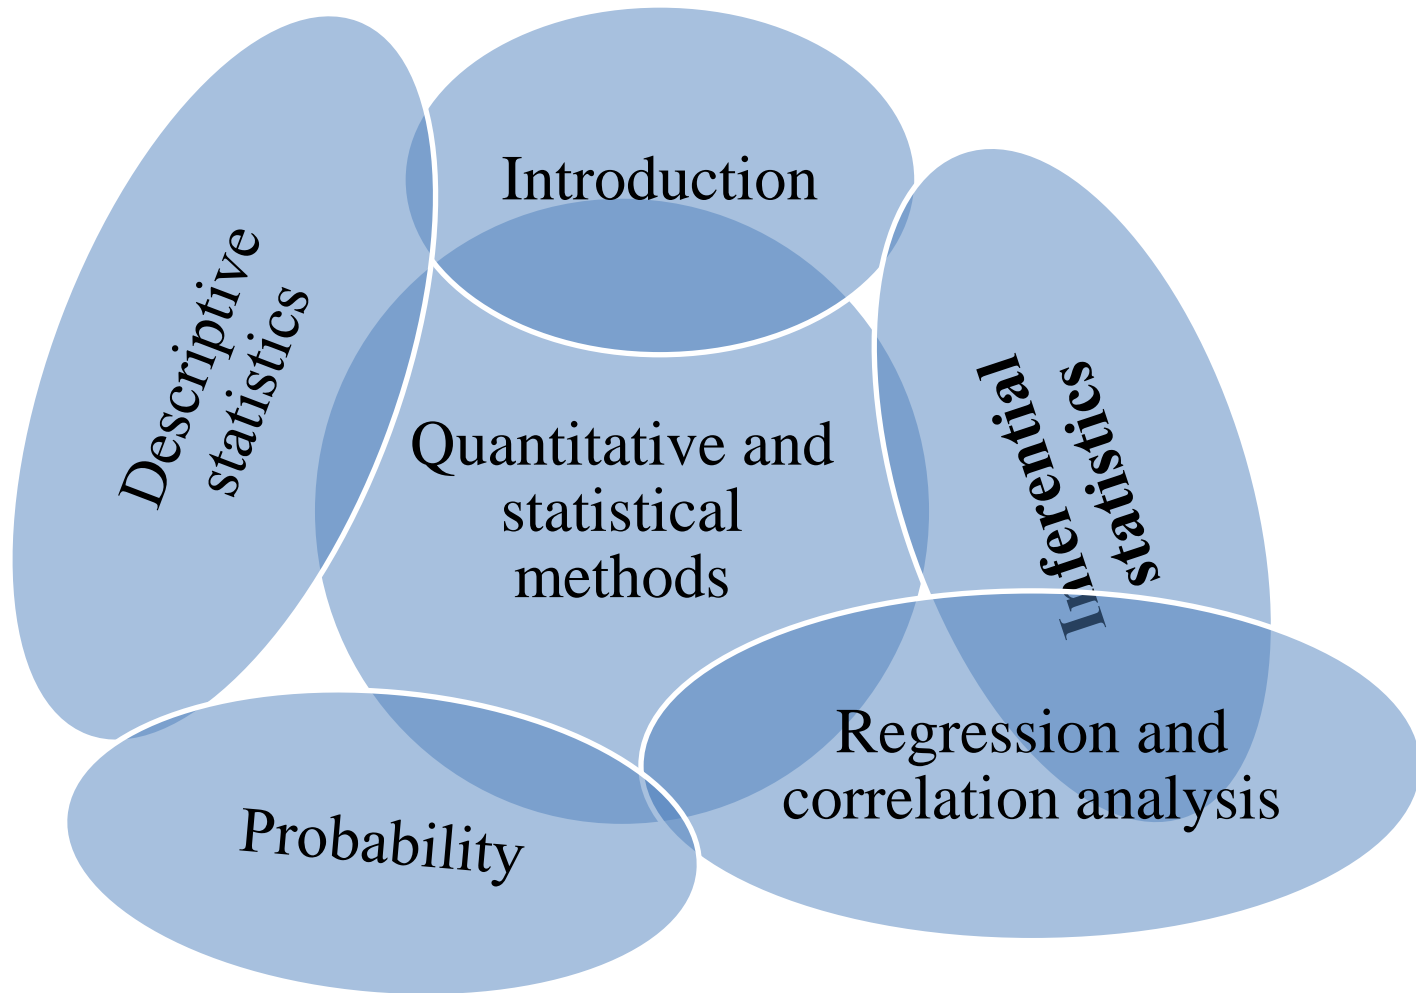 Introduction
Descriptive
statistics
Quantitative and
statistical
methods
Inferential
statistics
Regression and
correlation analysis
Probability